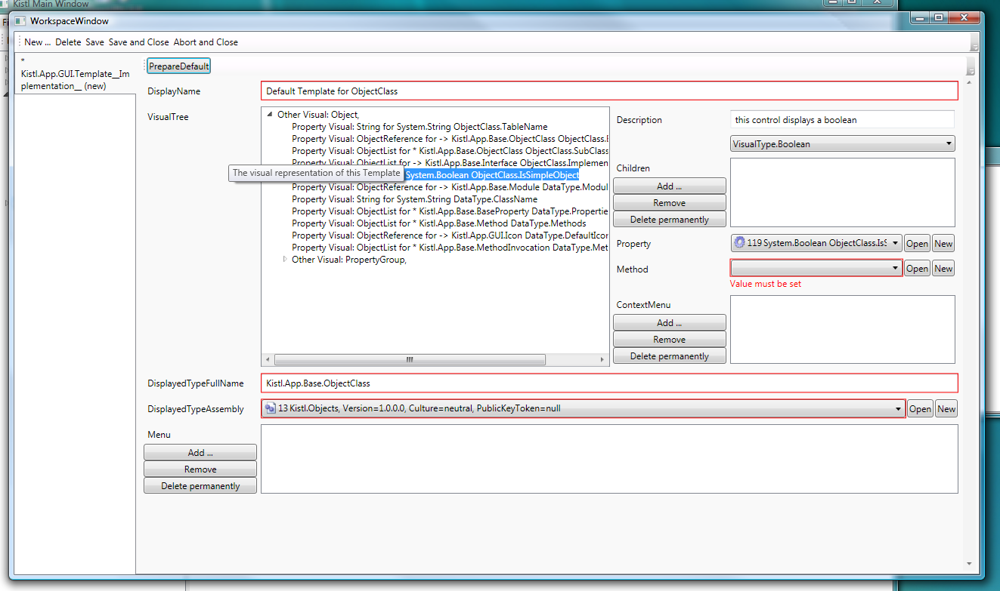 Kistl Main Window
WorkspaceWindow
New ... Delete Save Save and Close Abort and Close
*
Kistl.App.GUI.Template__Im
plementation__ (new)
PrepareDefault
DisplayName
Default Template for ObjectClass
VisualTree
Other Visual: Object,
Property Visual: String for System.String ObjectClass.TableName
Property Visual: ObjectReference for -> Kistl.App.Base.ObjectClass ObjectClass.
Property Visual: ObjectList for * Kistl.App.Base.ObjectClass ObjectClass.SubClass
Property Visual: ObjectList for -> Kistl.App.Base.Interface ObjectClass.Implemen
The visual representation of this Template
System.Boolean ObjectClass.IsSimpleObject
Property Visual: ObjectReference for -> Kistl.App.Base.Module DataType.Modul
Property Visual: String for System.String DataType.ClassName
Property Visual: ObjectList for * Kistl.App.Base.BaseProperty DataType.Propertie
Property Visual: ObjectList for * Kistl.App.Base.Method DataType.Methods
Property Visual: ObjectReference for -> Kistl.App.GUI.Icon DataType.DefaultIcon
Property Visual: ObjectList for * Kistl.App.Base.MethodInvocation DataType.Met
Other Visual: PropertyGroup,
Description
this control displays a boolean
VisualType.Boolean
Children
Add ...
Remove
Delete permanently
Property
119 System.Boolean ObjectClass.IsS
Open
New
Method
Open
New
Value must be set
ContextMenu
Add ...
Remove
Delete permanently
DisplayedTypeFullName
Kistl.App.Base.ObjectClass
DisplayedTypeAssembly
13 Kistl.Objects, Version=1.0.0.0, Culture=neutral, PublicKeyToken=null
Open
New
Menu
Add ...
Remove
Delete permanently